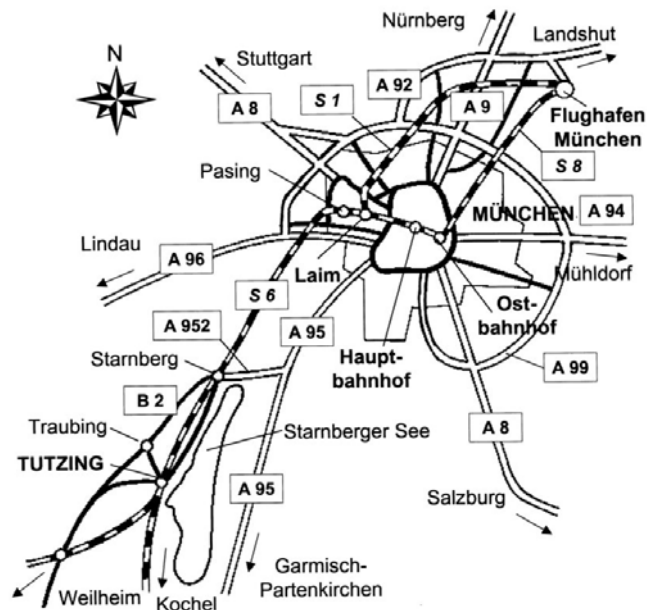 Nürnberg
Landshut
N
Stuttgart
A 92
S 1
A 9
A 8
Flughafen
München
S 8
Pasing
MÜNCHEN
A 94
Lindau
A 96
Laim
Mühldorf
S 6
Ost-
bahnhof
A 952
A 95
Haupt-
bahnhof
Starnberg
A 99
B 2
Traubing
Starnberger See
A 8
TUTZING
A 95
Salzburg
Garmisch-
Partenkirchen
Weilheim
Kochel